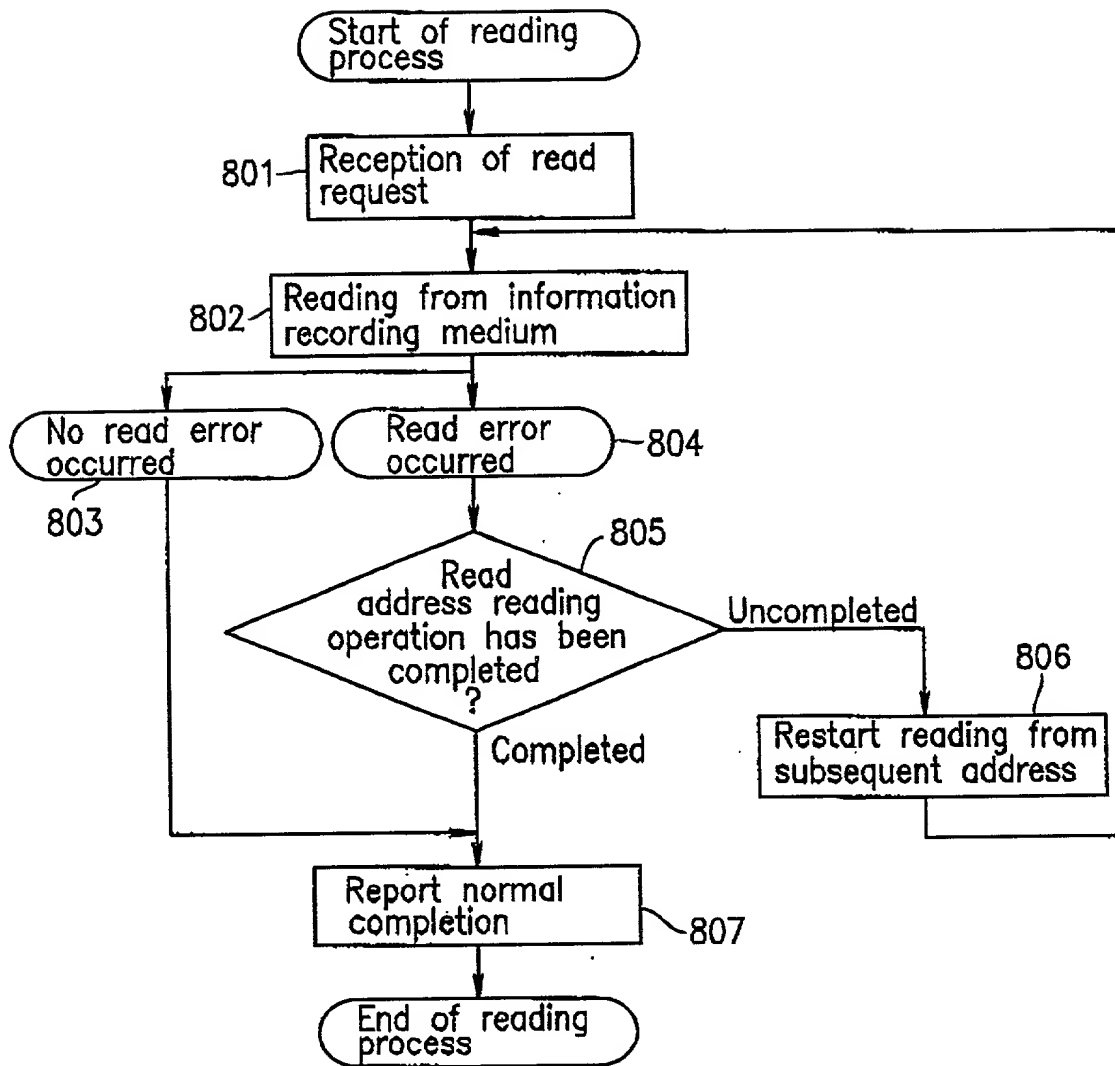 Start of reading
process
801
Reception of read
request
802
Reading from information
recording medium
No read error
occurred
803
Read error
occurred
804
805
Read
address reading
operation has been
completed
?
Uncompleted
Completed
806
Restart reading from
subsequent address
Report normal
completion
807
End of reading
process